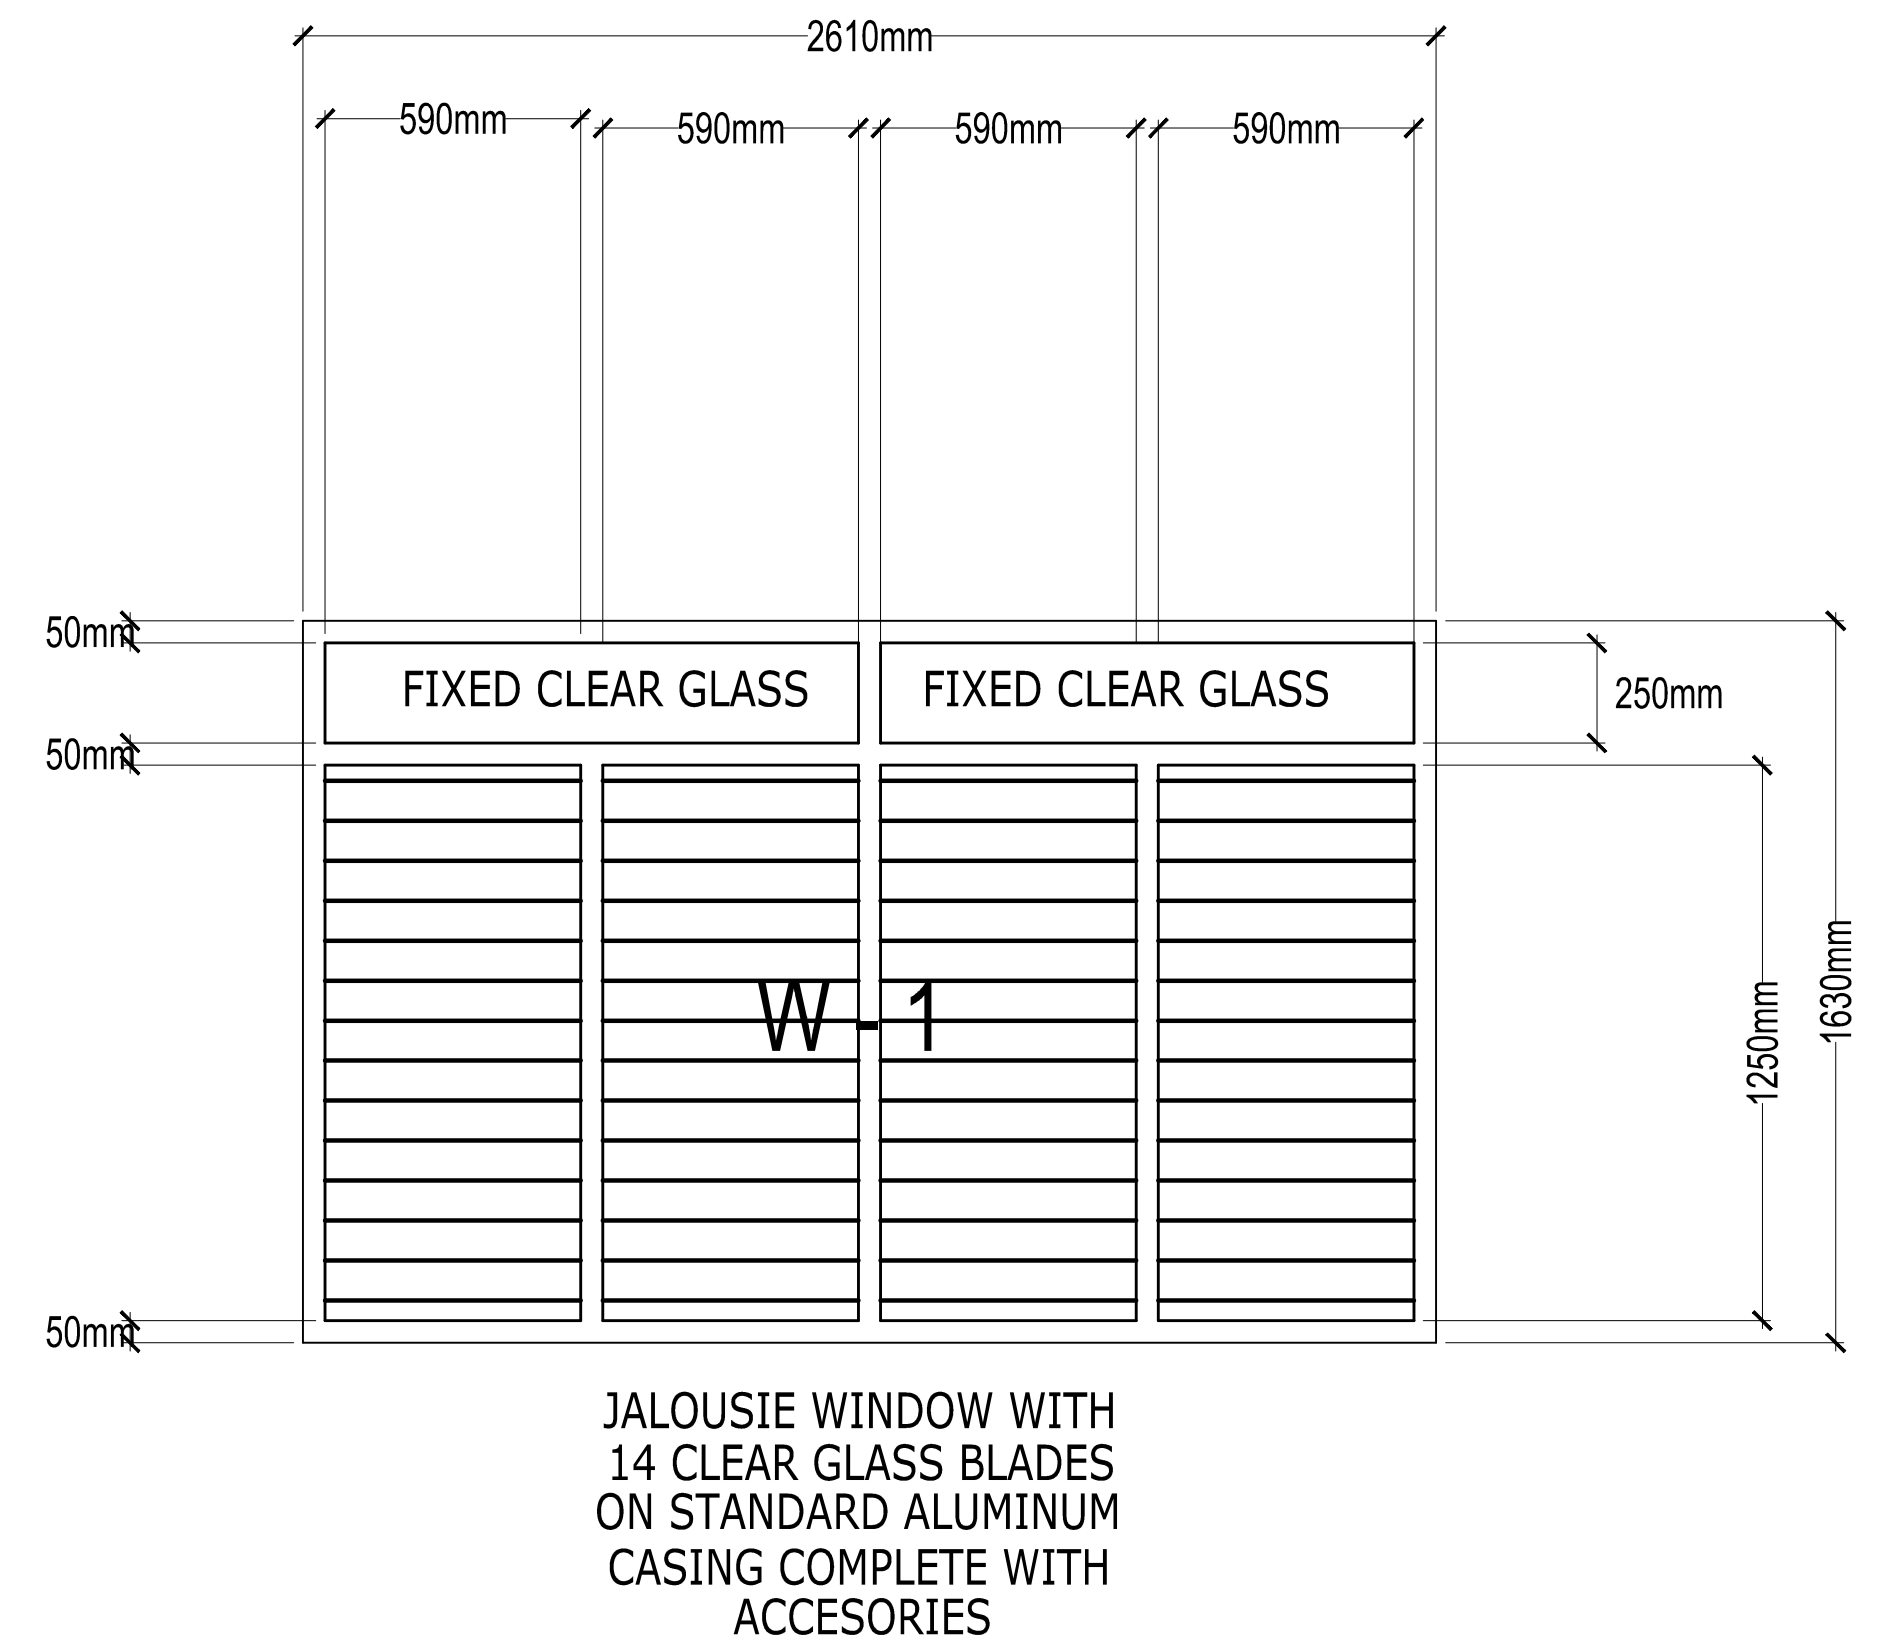 2610mm
590mm
590mm
590mm
590mm
50mm
FIXED CLEAR GLASS
FIXED CLEAR GLASS
250mm
50mm
W-1
1250mm
1630mm
50mm
JALOUSIE WINDOW WITH
14 CLEAR GLASS BLADES
ON STANDARD ALUMINUM
CASING COMPLETE WITH
ACCESORIES